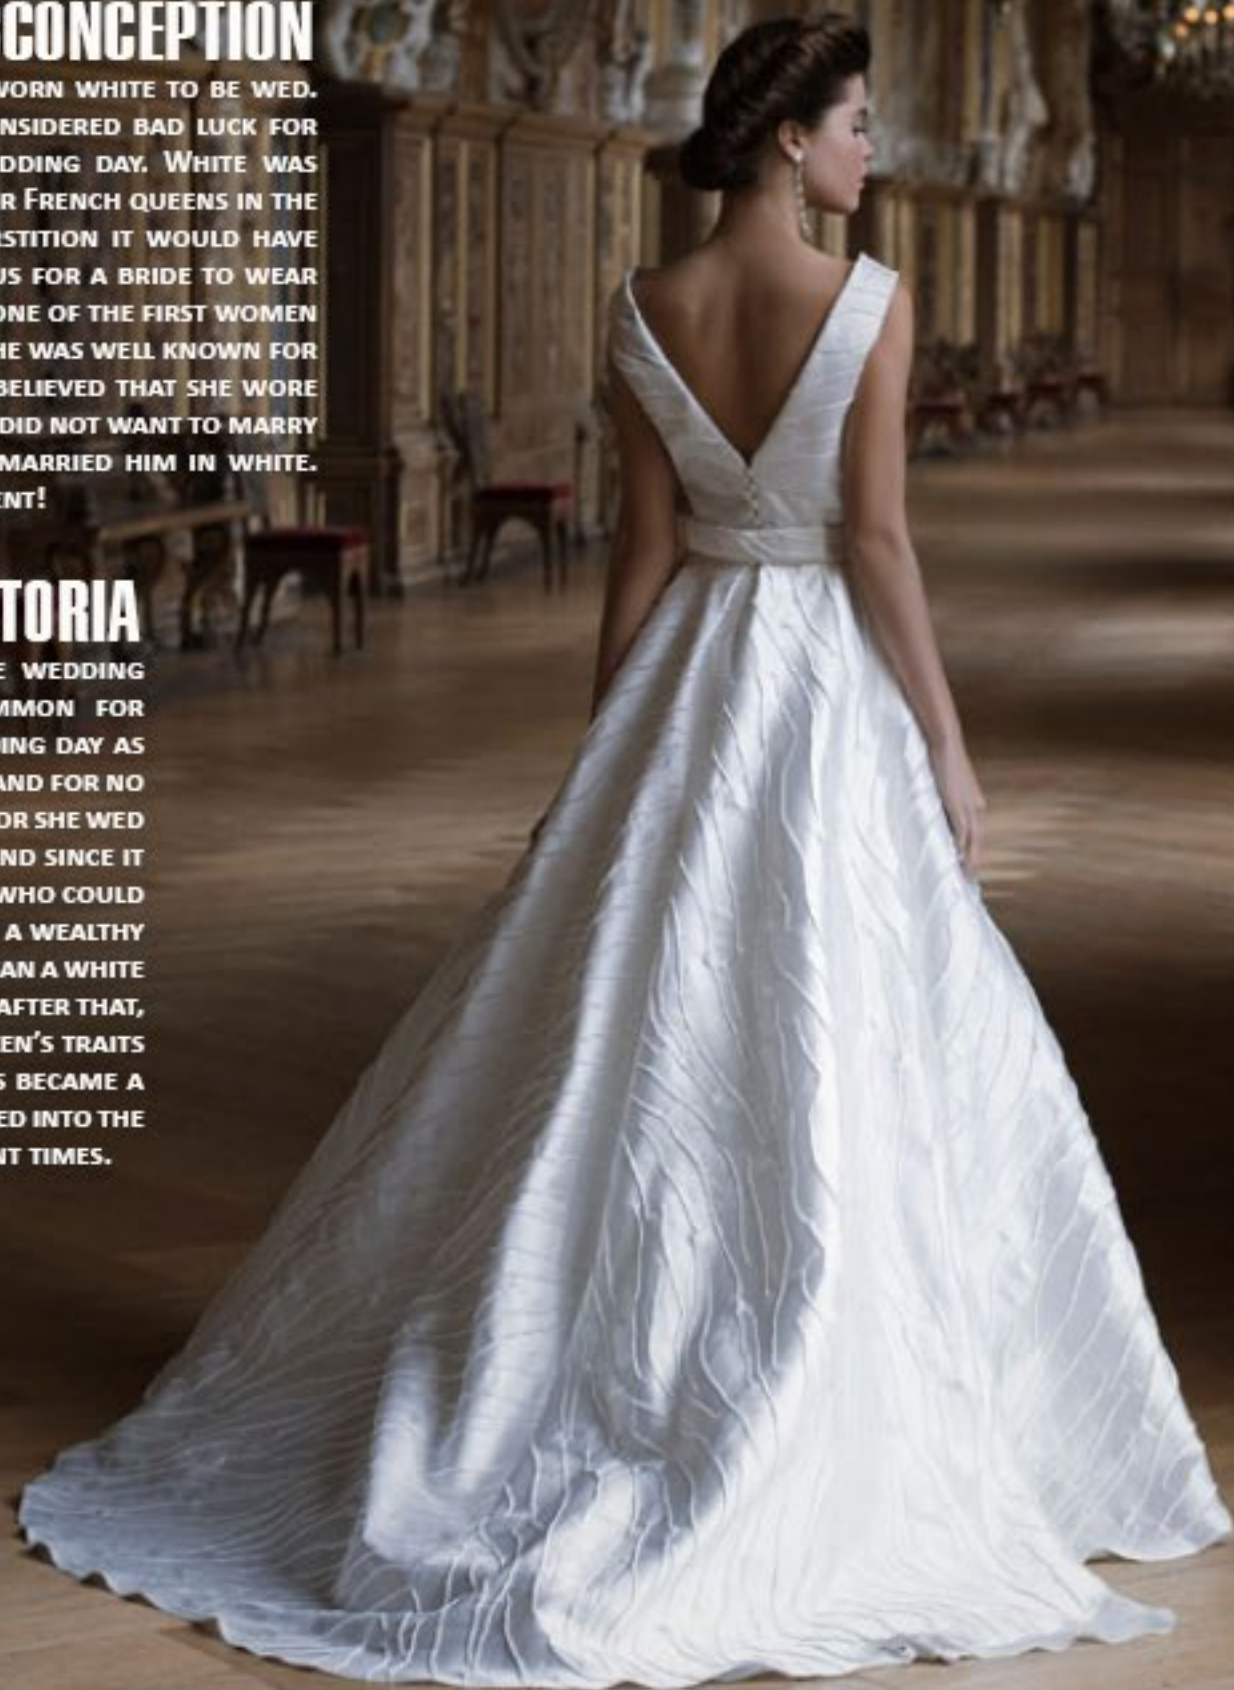 SCONCEPTION
WORN WHITE TO BE WED.
NSIDERED BAD LUCK FOR
DDING DAY. WHITE WAS
R FRENCH QUEENS IN THE
RSTITION IT WOULD HAVE
US FOR A BRIDE TO WEAR
ONE OF THE FIRST WOMEN
HE WAS WELL KNOWN FOR
BELIEVED THAT SHE WORE
DID NOT WANT TO MARRY
MARRIED HIM IN WHITE.
ENT!
TORIA
E WEDDING
MMON FOR
ING DAY AS
AND FOR NO
OR SHE WED
ND SINCE IT
WHO COULD
A WEALTHY
AN A WHITE
AFTER THAT,
EN'S TRAITS
S BECAME A
ED INTO THE
NT TIMES.